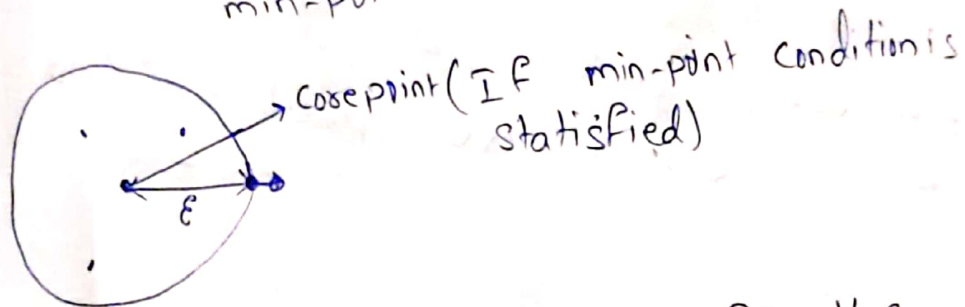 Corepoint (If min-point condition is
statisfied)
ε